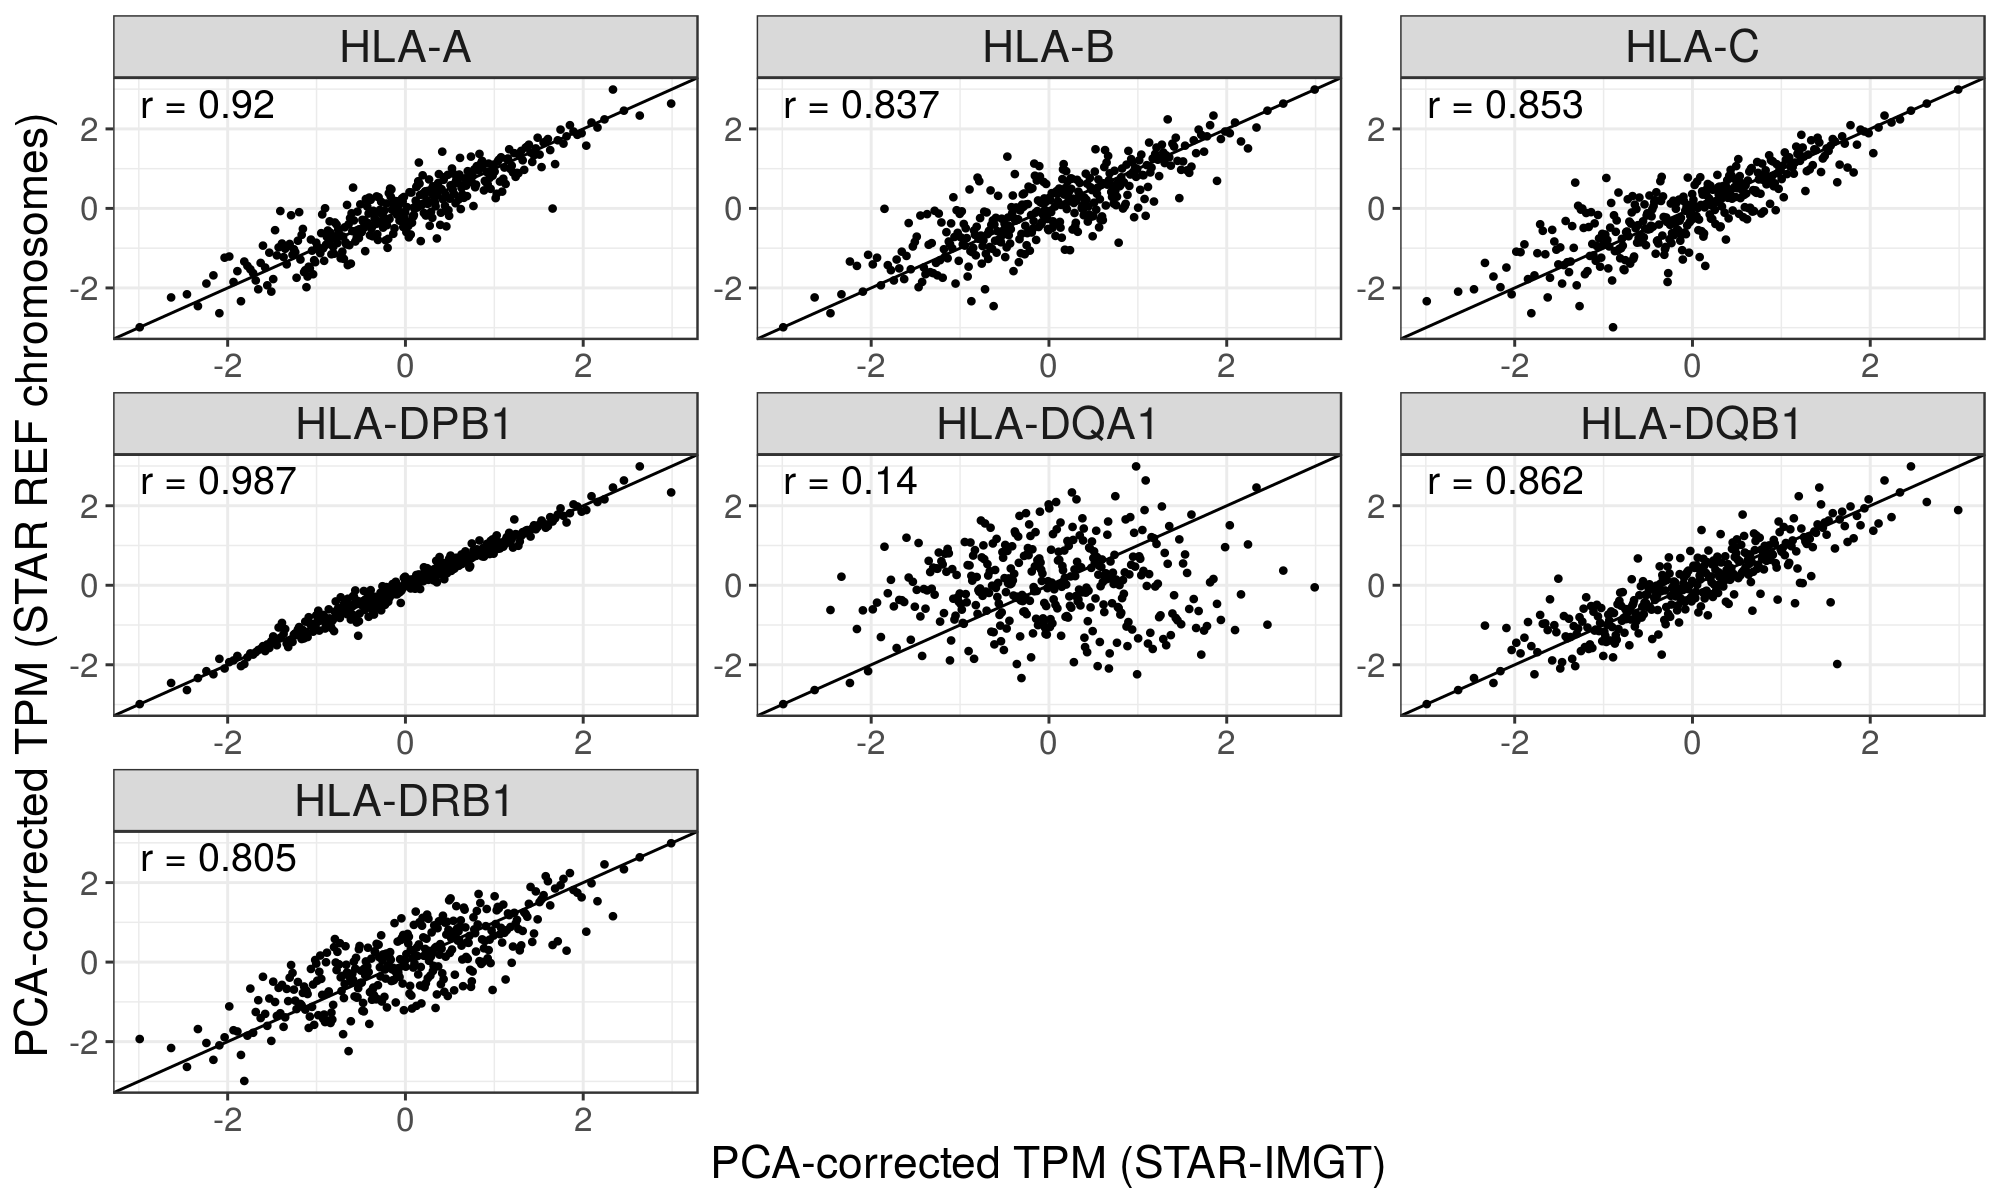 HLA-A
HLA-B
HLA-C
r = 0.92
r = 0.837
r = 0.853
2
0
-2
2
0
-2
2
0
-2
-2 0 2
-2 0 2
-2 0 2
HLA-DPB1
HLA-DQA1
HLA-DQB1
r = 0.987
r = 0.14
r = 0.862
2
0
-2
2
0
-2
2
0
-2
-2 0 2
-2 0 2
-2 0 2
HLA-DRB1
r = 0.805
2
0
-2
-2 0 2
PCA-corrected TPM (STAR REF chromosomes)
PCA-corrected TPM (STAR-IMGT)